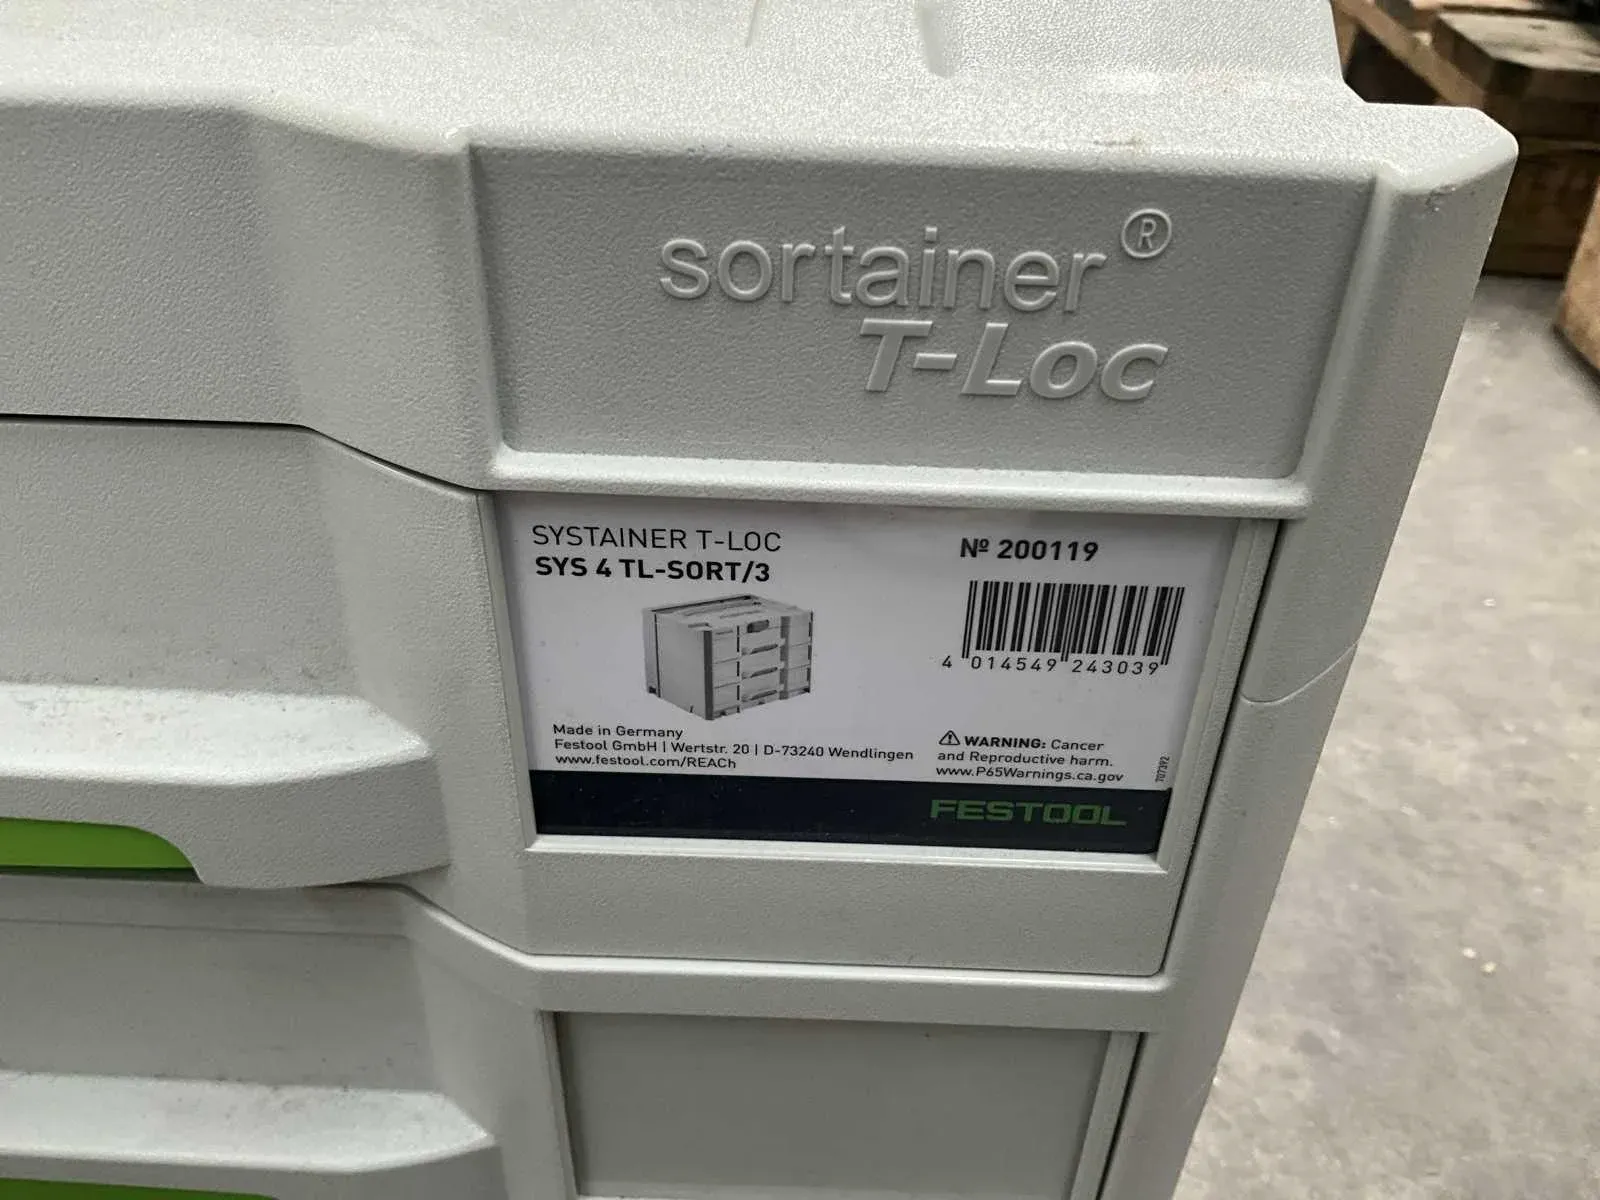 sortainer®
T-Loc
SYSTAINER T-LOC
SYS 4 TL-SORT/3
№ 200119
4 014549 243039
Made in Germany
Festool GmbH | Wertstr. 20 | D-73240 Wendlingen
www.festool.com/REACh
⚠ WARNING: Cancer
and Reproductive harm.
www.P65Warnings.ca.gov
707392
FESTOOL